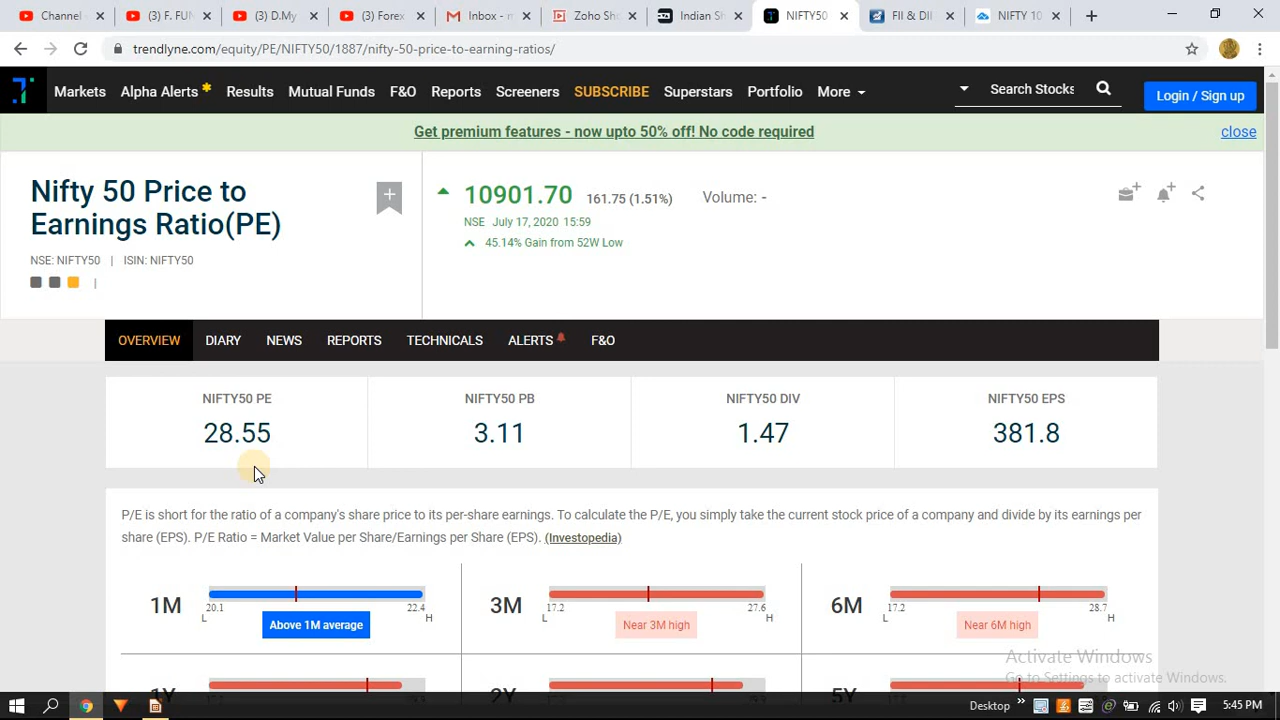 Channel
(3) F. FUN
(3) D.My
(3) Fore
Inbox -
Zoho Sho
Indian Sh
NIFTY50
FII & DII
NIFTY 10
trendlyne.com/equity/PE/NIFTY50/1887/nifty-50-price-to-earning-ratios/
Markets Alpha Alerts Results Mutual Funds F&O Reports Screeners SUBSCRIBE Superstars Portfolio More Search Stocks Login / Sign up
Get premium features - now upto 50% off! No code required close
Nifty 50 Price to
Earnings Ratio(PE)
NSE: NIFTY50 | ISIN: NIFTY50
10901.70 161.75 (1.51%) Volume: -
NSE July 17, 2020 15:59
45.14% Gain from 52W Low
OVERVIEW DIARY NEWS REPORTS TECHNICALS ALERTS F&O
NIFTY50 PE NIFTY50 PB NIFTY50 DIV NIFTY50 EPS
28.55 3.11 1.47 381.8
P/E is short for the ratio of a company's share price to its per-share earnings. To calculate the P/E, you simply take the current stock price of a company and divide by its earnings per
share (EPS). P/E Ratio = Market Value per Share/Earnings per Share (EPS). (Investopedia)
1M 20.1 22.4 L H Above 1M average
3M 17.2 27.6 L H Near 3M high
6M 17.2 28.7 L H Near 6M high
1Y 2Y 5Y
Activate Windows
Go to Settings to activate Windows.
Desktop 5:45 PM